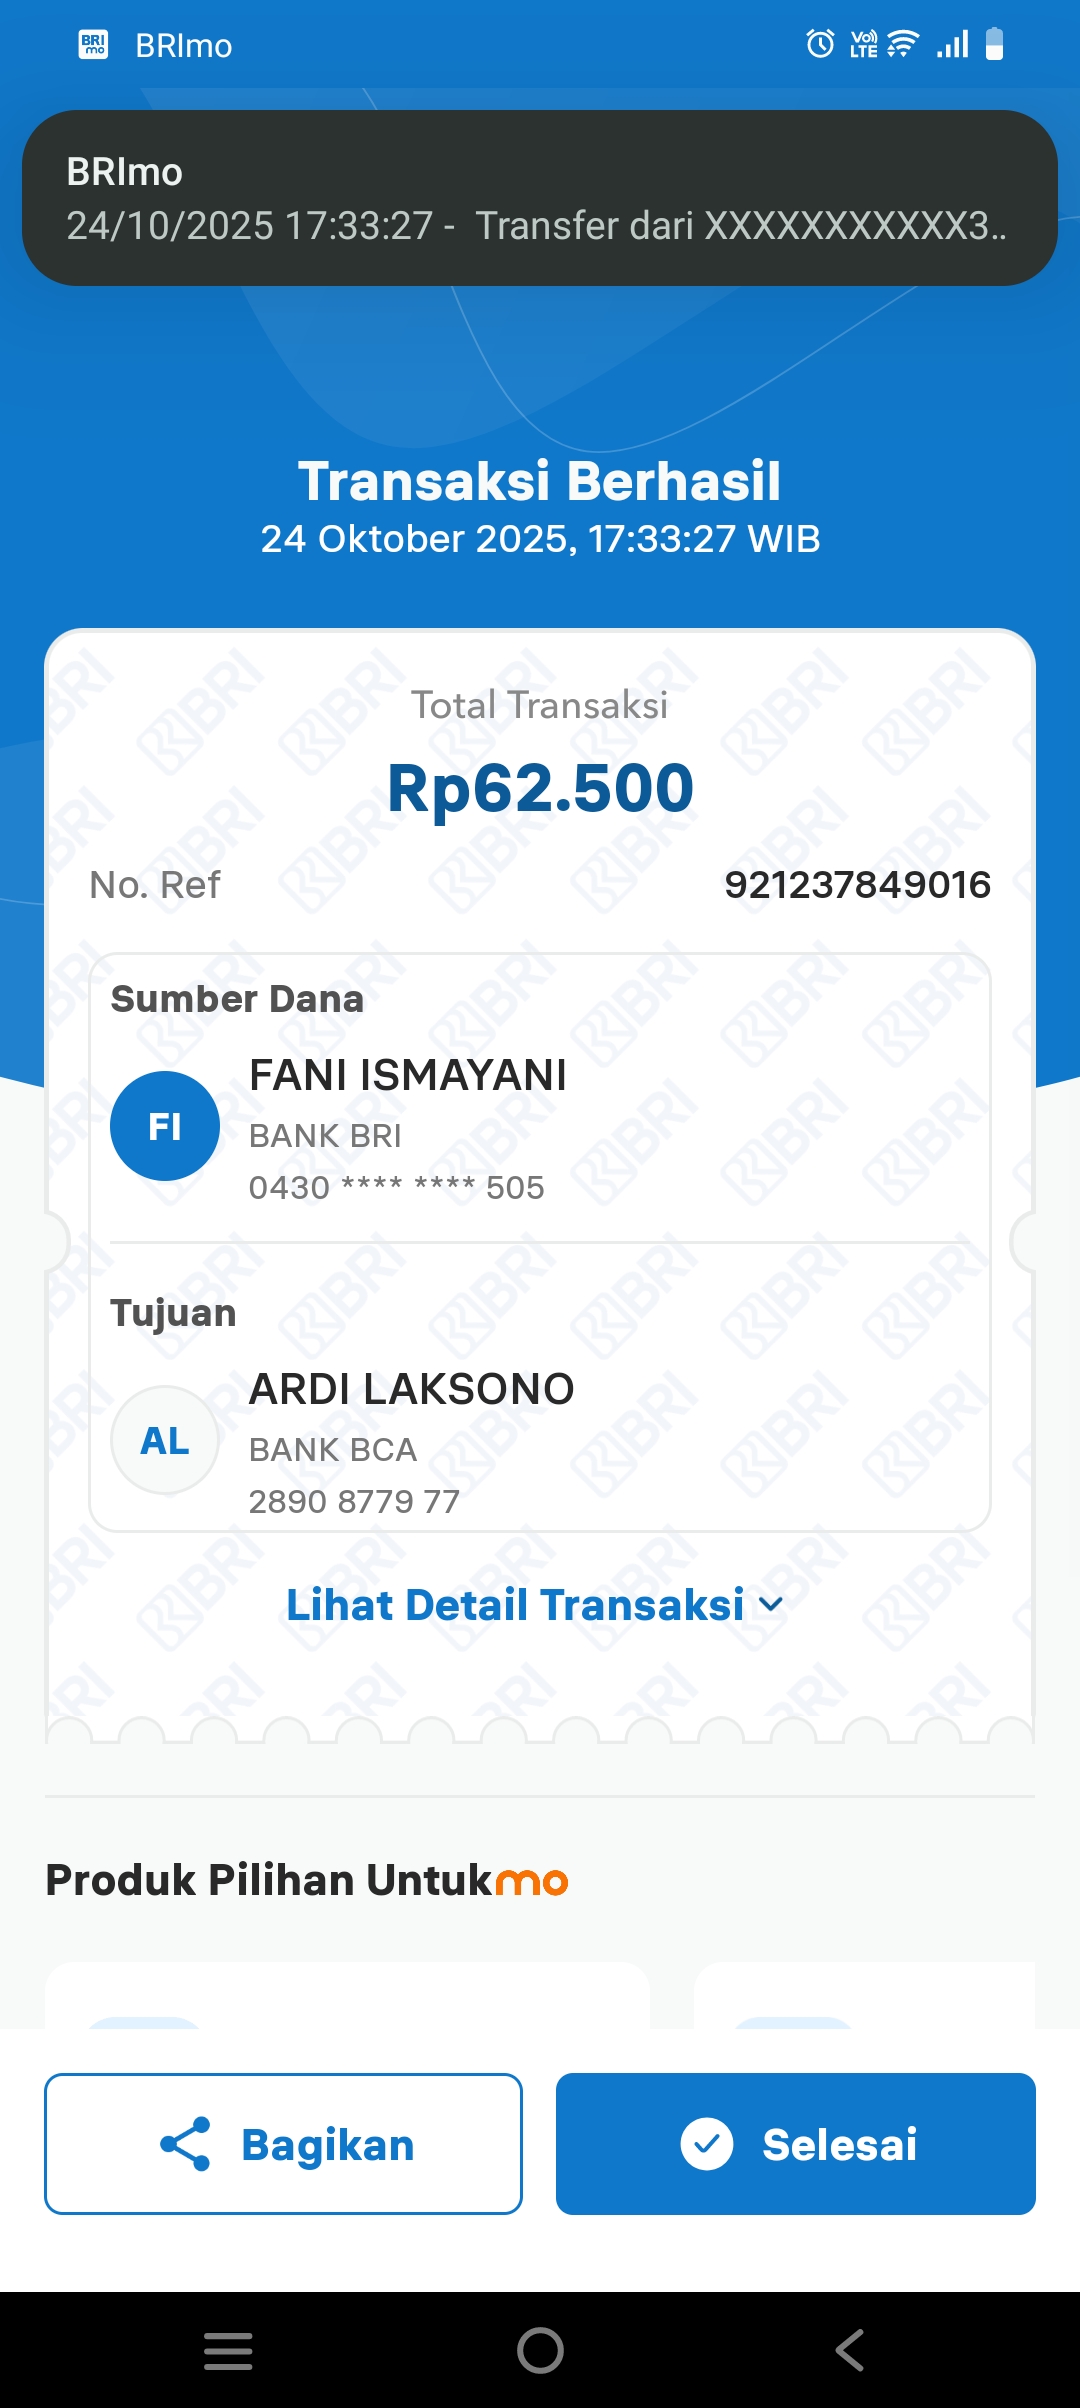 BRImo
BRImo
24/10/2025 17:33:27 - Transfer dari XXXXXXXXXXX3..
Transaksi Berhasil
24 Oktober 2025, 17:33:27 WIB
Total Transaksi
Rp62.500
No. Ref 921237849016
Sumber Dana
FI
FANI ISMAYANI
BANK BRI
0430 **** **** 505
Tujuan
AL
ARDI LAKSONO
BANK BCA
2890 8779 77
Lihat Detail Transaksi
Produk Pilihan Untukmo
Bagikan
Selesai